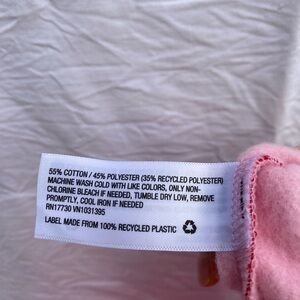 55% COTTON / 45% POLYESTER (35% RECYCLED POLYESTER)
MACHINE WASH COLD WITH LIKE COLORS, ONLY NON-
CHLORINE BLEACH IF NEEDED, TUMBLE DRY LOW, REMOVE
PROMPTLY, COOL IRON IF NEEDED
RN17730 VN1031395
LABEL MADE FROM 100% RECYCLED PLASTIC